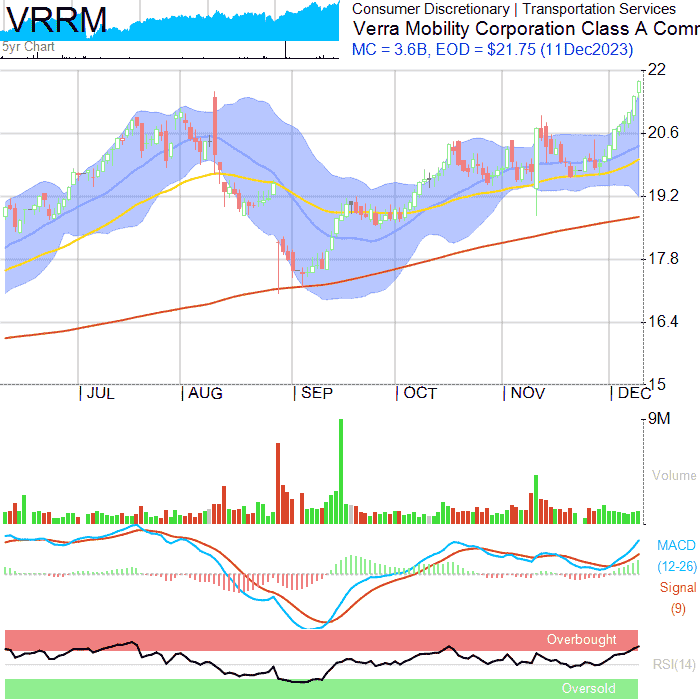 VRRM
5yr Chart
Consumer Discretionary | Transportation Services
Verra Mobility Corporation Class A Comm
MC = 3.6B, EOD = $21.75 (11Dec2023)
22
20.6
19.2
17.8
16.4
15
JUL AUG SEP OCT NOV DEC
9M
Volume
MACD
(12-26)
Signal
(9)
Overbought
RSI(14)
Oversold